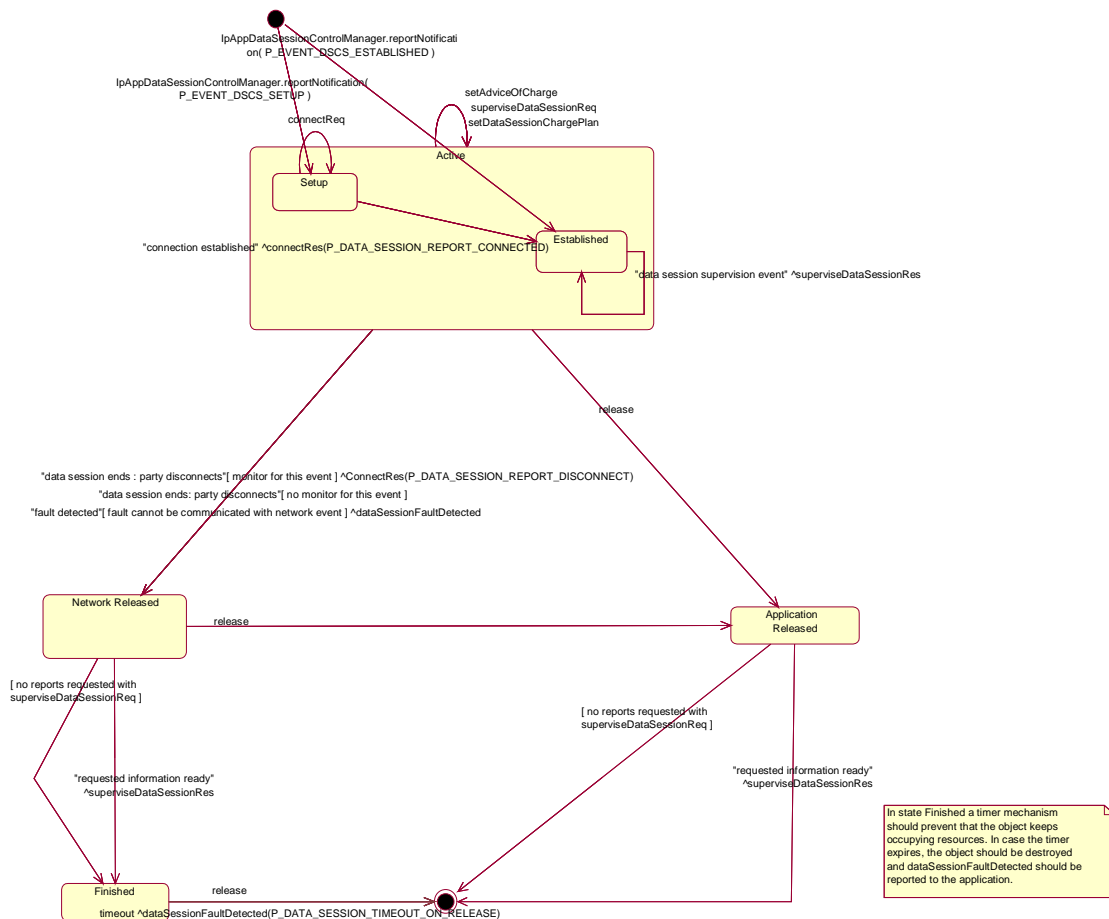 IpAppDataSessionControlManager.reportNotificati
on( P_EVENT_DSCS_ESTABLISHED )
IpAppDataSessionControlManager.reportNotification(
P_EVENT_DSCS_SETUP )
setAdviceOfCharge
superviseDataSessionReq
setDataSessionChargePlan
connectReq
Active
Setup
Established
"connection established" ^connectRes(P_DATA_SESSION_REPORT_CONNECTED)
"data session supervision event" ^superviseDataSessionRes
release
"data session ends : party disconnects"[ monitor for this event ] ^ConnectRes(P_DATA_SESSION_REPORT_DISCONNECT)
"data session ends: party disconnects"[ no monitor for this event ]
"fault detected"[ fault cannot be communicated with network event ] ^dataSessionFaultDetected
Network Released
Application
Released
release
[ no reports requested with
superviseDataSessionReq ]
[ no reports requested with
superviseDataSessionReq ]
"requested information ready"
^superviseDataSessionRes
"requested information ready"
^superviseDataSessionRes
In state Finished a timer mechanism
should prevent that the object keeps
occupying resources. In case the timer
expires, the object should be destroyed
and dataSessionFaultDetected should be
reported to the application.
Finished
release
timeout ^dataSessionFaultDetected(P_DATA_SESSION_TIMEOUT_ON_RELEASE)